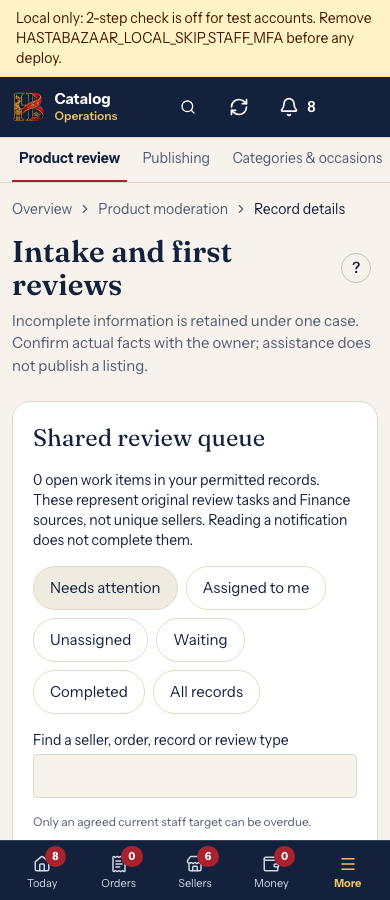 Local only: 2-step check is off for test accounts. Remove
HASTABAZAAR_LOCAL_SKIP_STAFF_MFA before any
deploy.
Catalog
Operations
8
Product review
Publishing
Categories & occasions
Overview
Product moderation
Record details
Intake and first
reviews
?
Incomplete information is retained under one case.
Confirm actual facts with the owner; assistance does
not publish a listing.
Shared review queue
0 open work items in your permitted records.
These represent original review tasks and Finance
sources, not unique sellers. Reading a notification
does not complete them.
Needs attention
Assigned to me
Unassigned
Waiting
Completed
All records
Find a seller, order, record or review type
Only an agreed current staff target can be overdue.
8
0
6
0
Today
Orders
Sellers
Money
More